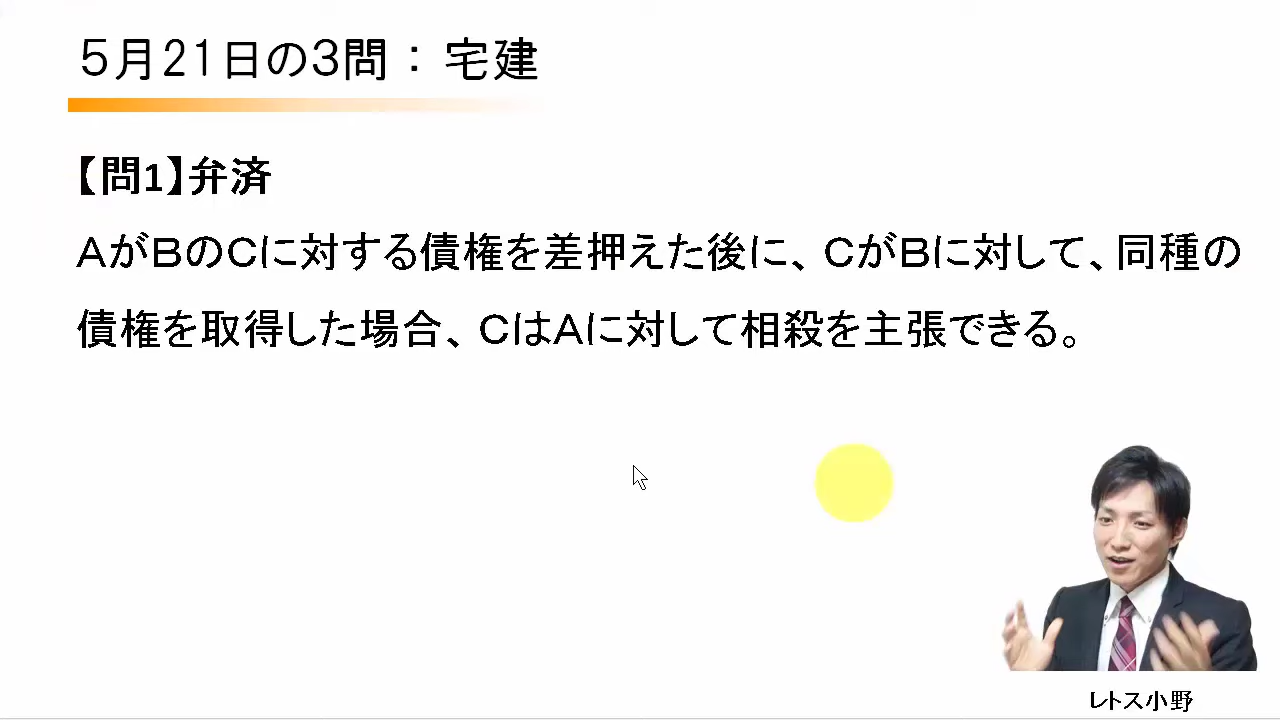 ５月21日の3問：宅建
【問1】弁済
ＡがＢのＣに対する債権を差押えた後に、ＣがＢに対して、同種の
債権を取得した場合、ＣはＡに対して相殺を主張できる。
レトス小野